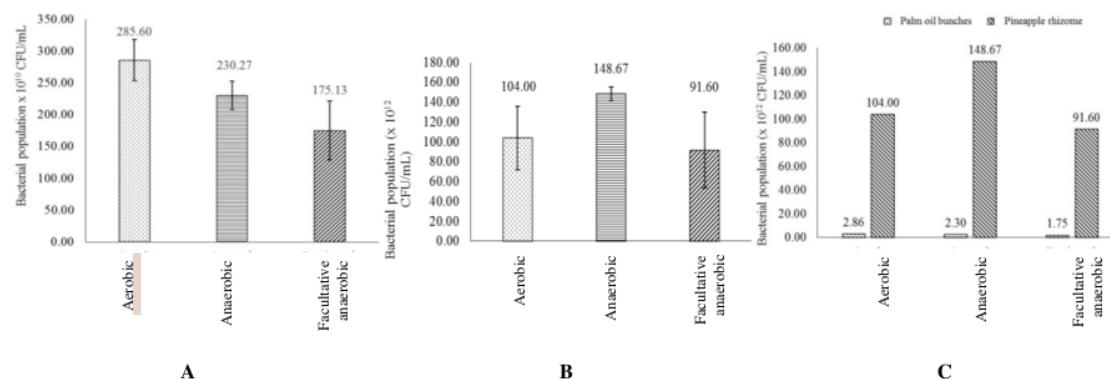 350.00
300.00
250.00
200.00
150.00
100.00
50.00
0.00
Bacterial population x 10¹⁰ CFU/mL
285.60
230.27
175.13
Aerobic
Anaerobic
Facultative
anaerobic
A
180.00
160.00
140.00
120.00
100.00
80.00
60.00
40.00
20.00
0.00
Bacterial population (x 10¹²
CFU/mL)
104.00
148.67
91.60
Aerobic
Anaerobic
Facultative
anaerobic
B
Palm oil bunches
Pineapple rhizome
160.00
140.00
120.00
100.00
80.00
60.00
40.00
20.00
0.00
Bacterial population (x 10¹² CFU/mL)
2.86
104.00
2.30
148.67
1.75
91.60
Aerobic
Anaerobic
Facultative
anaerobic
C